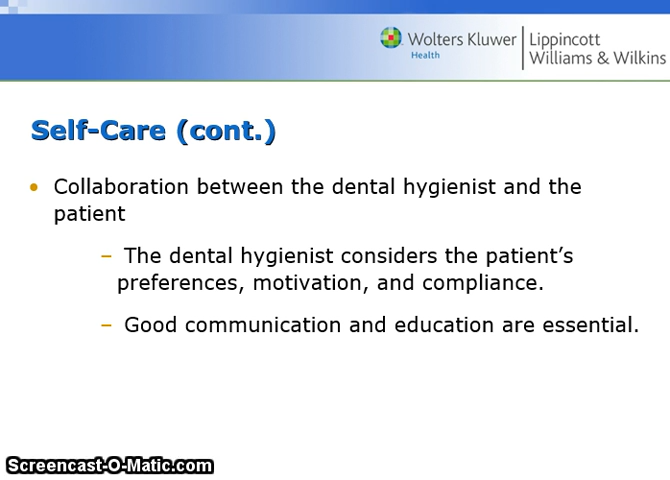 Wolters Kluwer
Health
Lippincott
Williams & Wilkins
Self-Care (cont.)
• Collaboration between the dental hygienist and the
patient
– The dental hygienist considers the patient’s
preferences, motivation, and compliance.
– Good communication and education are essential.
Screencast-O-Matic.com